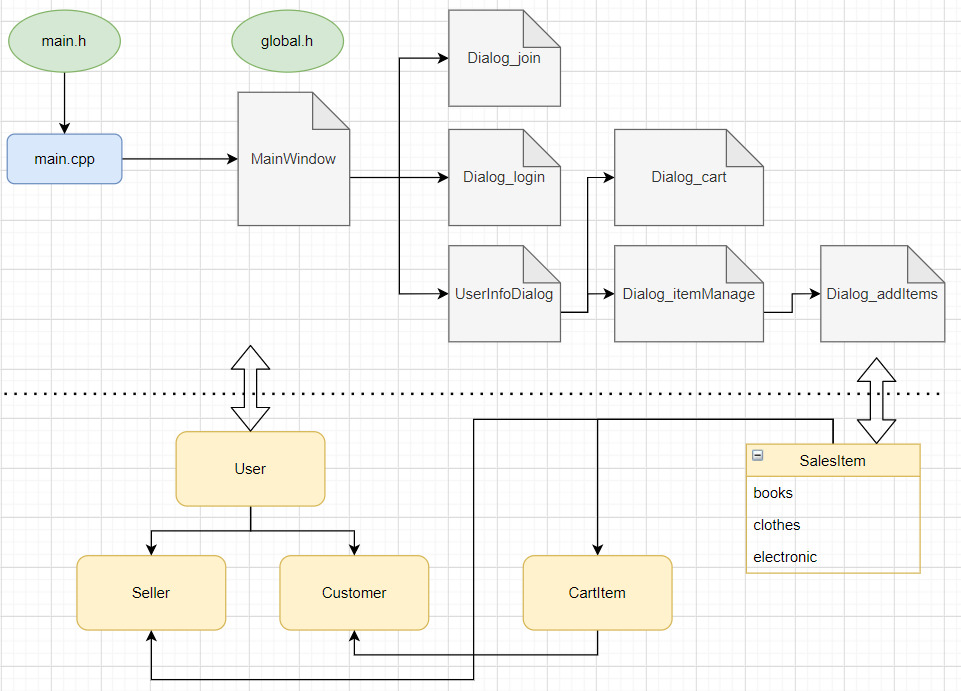 main.h
global.h
Dialog_join
main.cpp
MainWindow
Dialog_login
Dialog_cart
UserInfoDialog
Dialog_itemManage
Dialog_addItems
User
SalesItem
books
clothes
electronic
Seller
Customer
CartItem